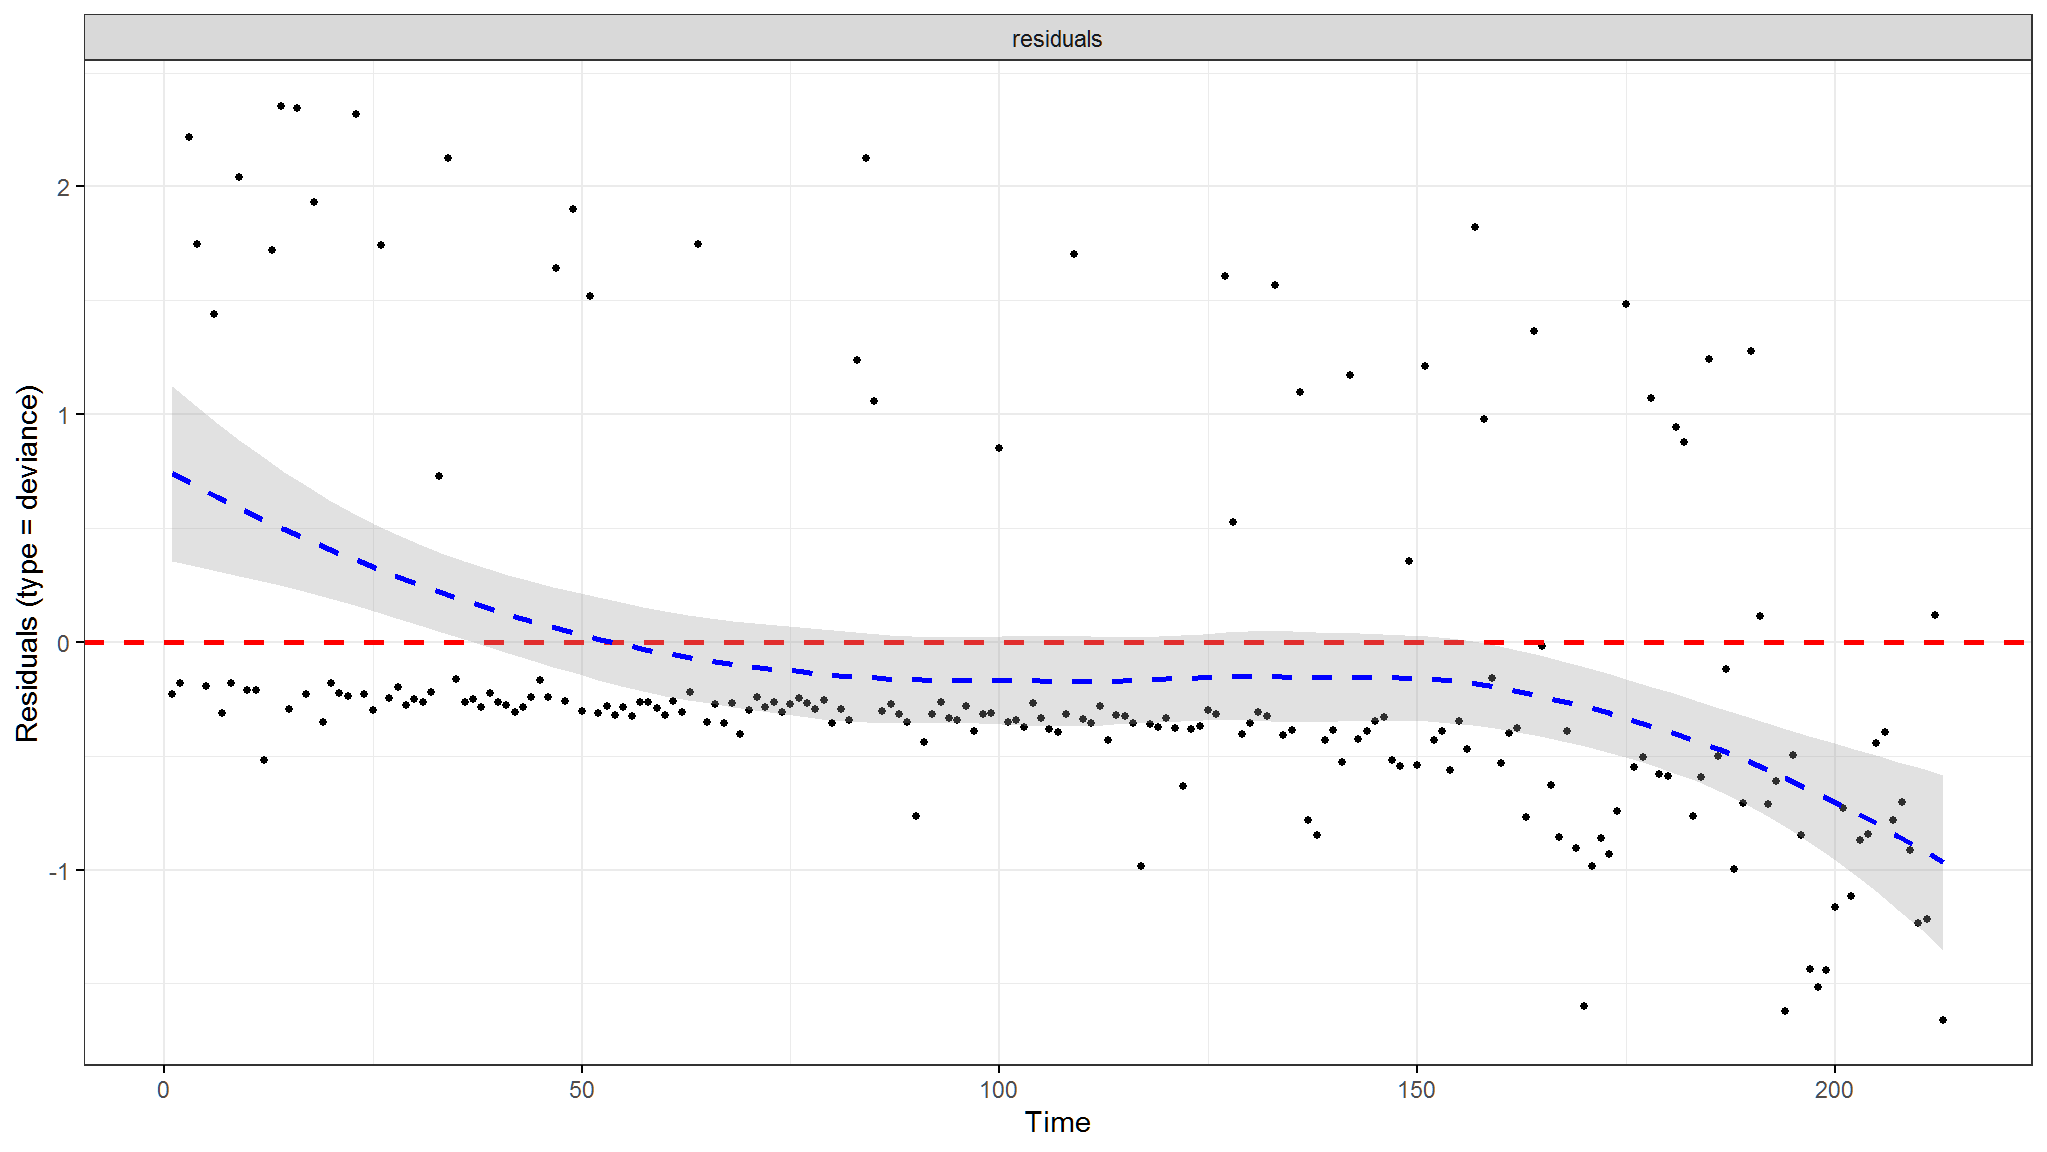 residuals
Residuals (type = deviance)
2
1
0
-1
0 50 100 150 200
Time